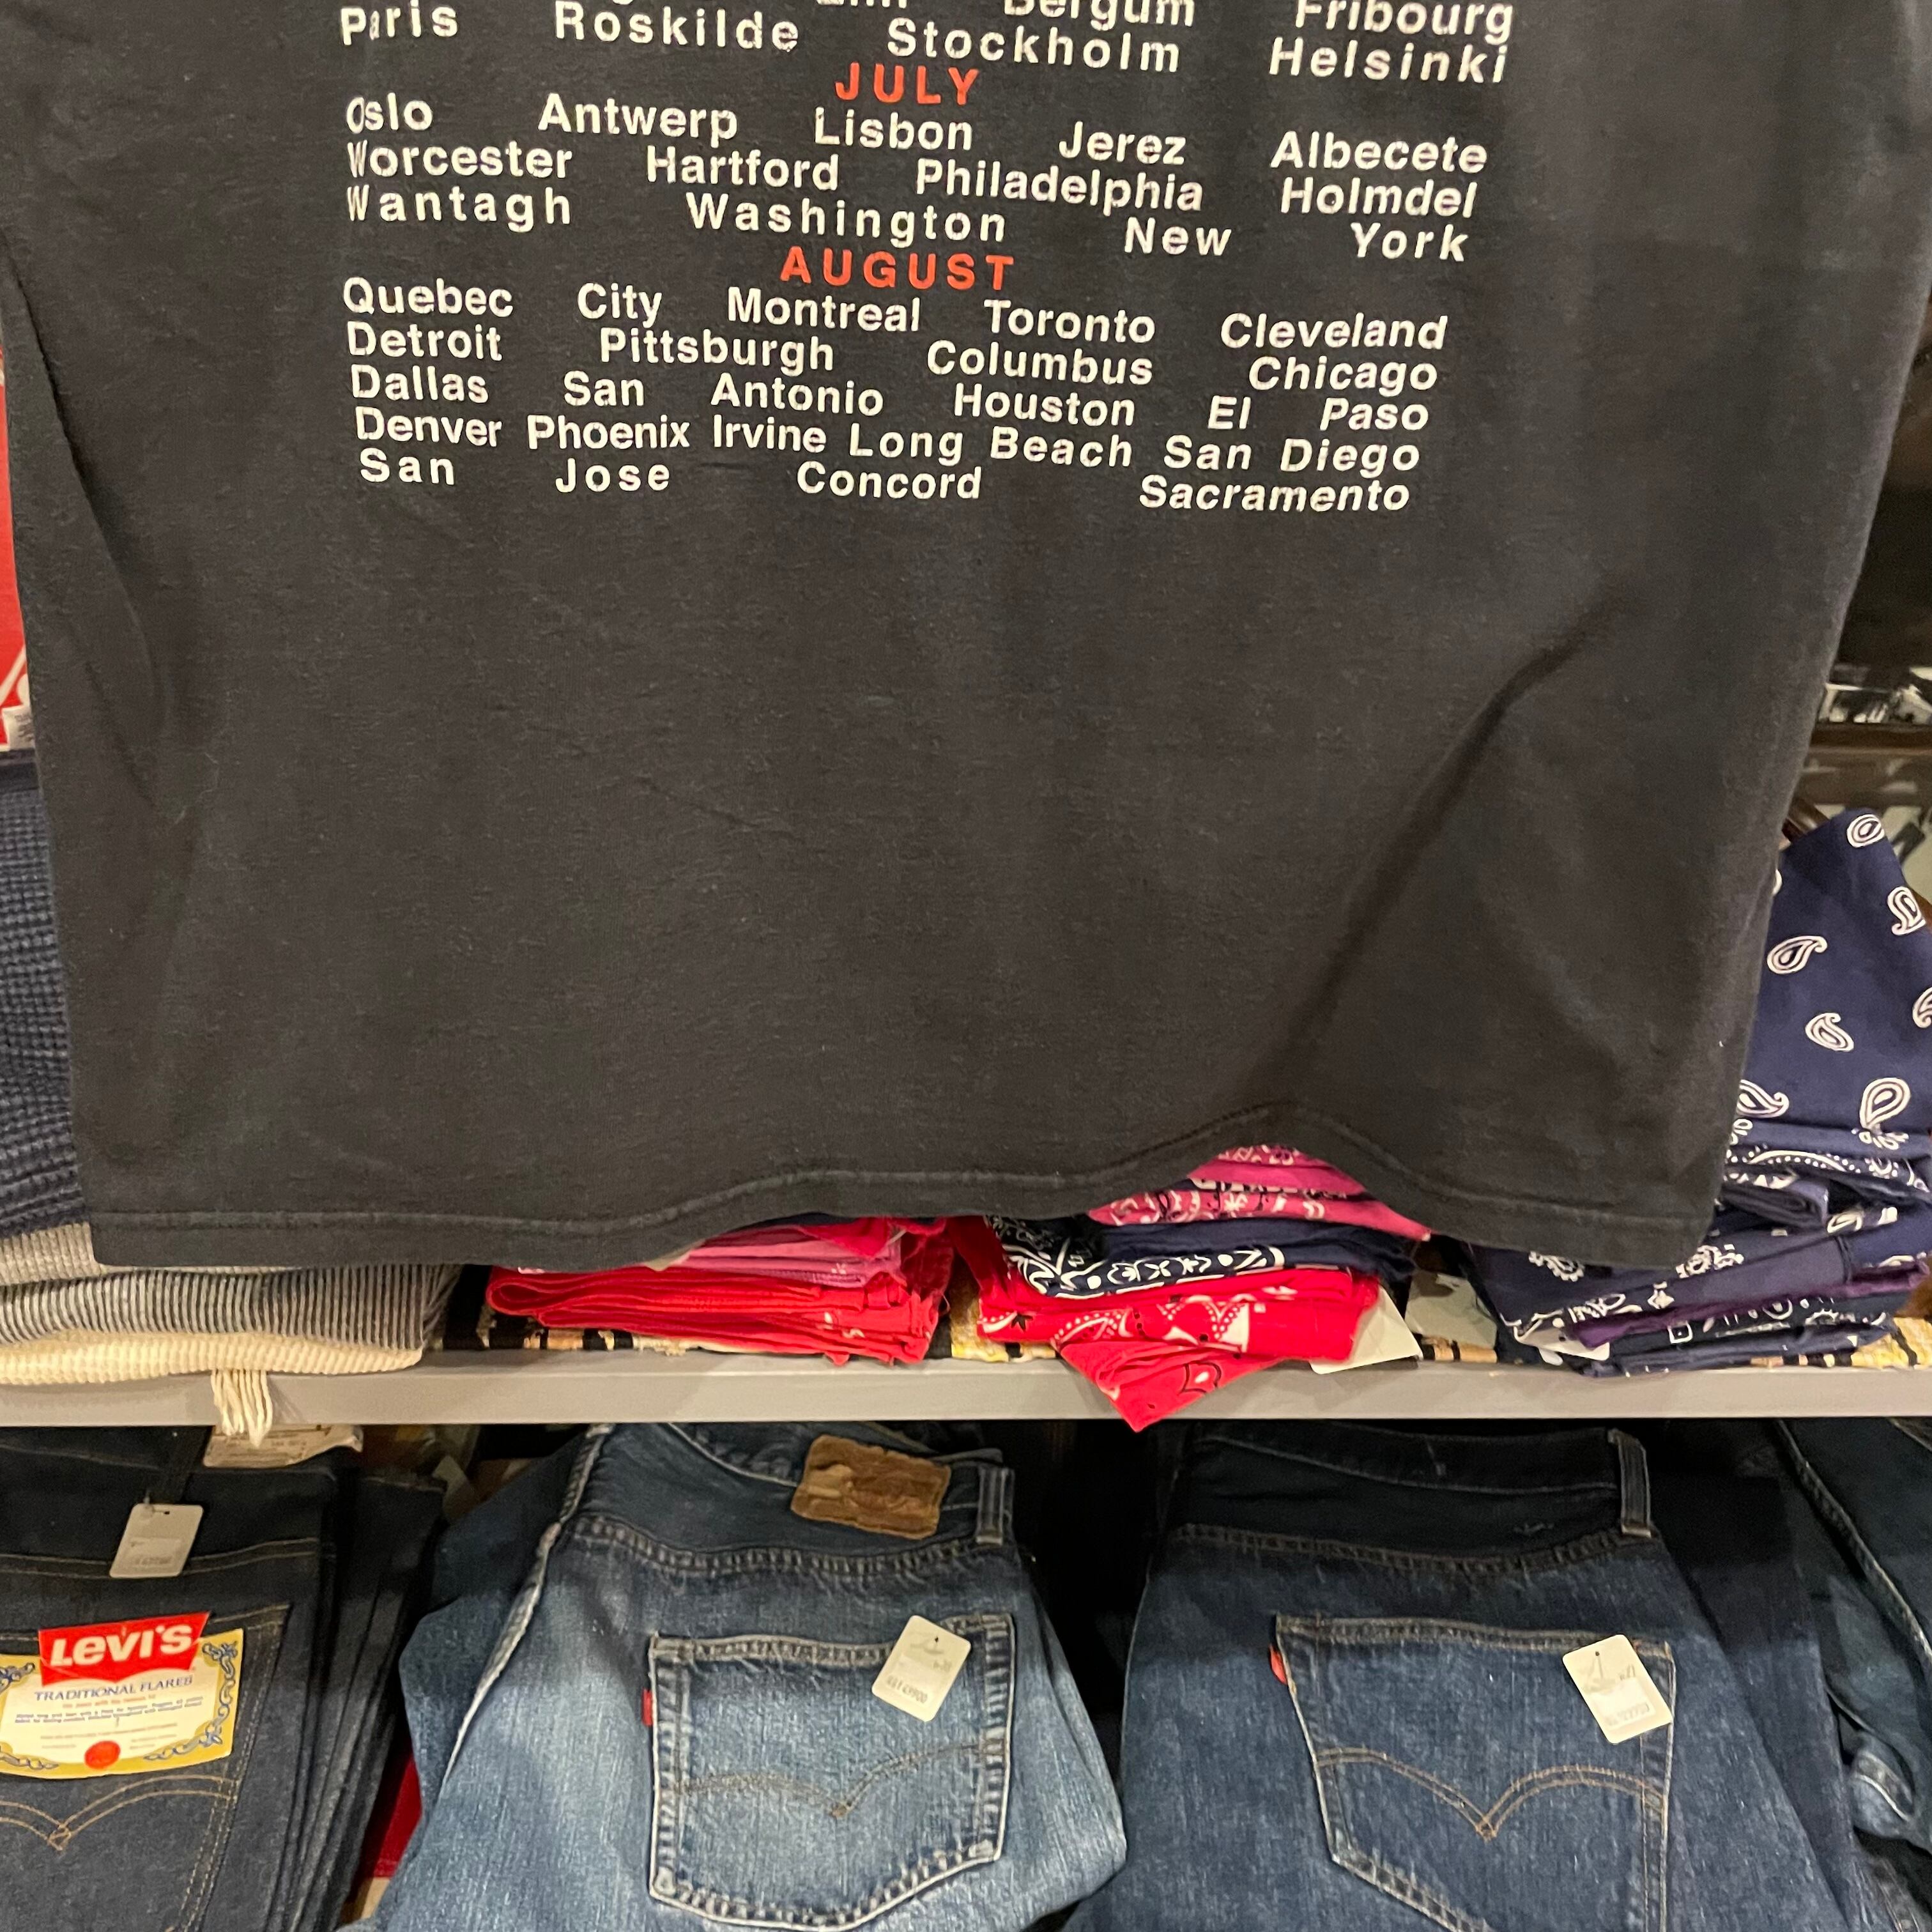 Bergum Fribourg
Paris Roskilde Stockholm Helsinki
JULY
Oslo Antwerp Lisbon Jerez Albecete
Worcester Hartford Philadelphia Holmdel
Wantagh Washington New York
AUGUST
Quebec City Montreal Toronto Cleveland
Detroit Pittsburgh Columbus Chicago
Dallas San Antonio Houston El Paso
Denver Phoenix Irvine Long Beach San Diego
San Jose Concord Sacramento
LEVI'S
TRADITIONAL FLARES